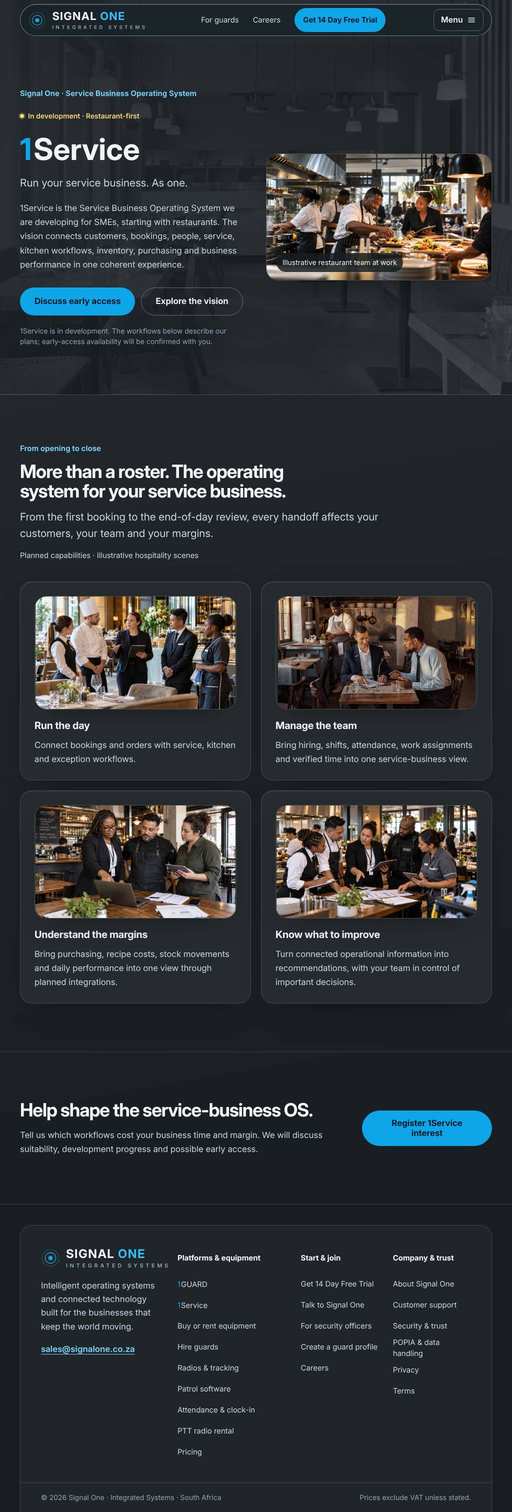 SIGNAL ONE
INTEGRATED SYSTEMS
For guards
Careers
Get 14 Day Free Trial
Menu
Signal One · Service Business Operating System
In development · Restaurant-first
1Service
Run your service business. As one.
1Service is the Service Business Operating System we
are developing for SMEs, starting with restaurants. The
vision connects customers, bookings, people, service,
kitchen workflows, inventory, purchasing and business
performance in one coherent experience.
Illustrative restaurant team at work
Discuss early access
Explore the vision
1Service is in development. The workflows below describe our
plans; early-access availability will be confirmed with you.
From opening to close
More than a roster. The operating
system for your service business.
From the first booking to the end-of-day review, every handoff affects your
customers, your team and your margins.
Planned capabilities · Illustrative hospitality scenes
Run the day
Connect bookings and orders with service, kitchen
and exception workflows.
Manage the team
Bring hiring, shifts, attendance, work assignments
and verified time into one service-business view.
Understand the margins
Bring purchasing, recipe costs, stock movements
and daily performance into one view through
planned integrations.
Know what to improve
Turn connected operational information into
recommendations, with your team in control of
important decisions.
Help shape the service-business OS.
Tell us which workflows cost your business time and margin. We will discuss
suitability, development progress and possible early access.
Register 1Service
interest
SIGNAL ONE
INTEGRATED SYSTEMS
Intelligent operating systems
and connected technology
built for the businesses that
keep the world moving.
sales@signalone.co.za
Platforms & equipment
1GUARD
1Service
Buy or rent equipment
Hire guards
Radios & tracking
Patrol software
Attendance & clock-in
PTT radio rental
Pricing
Start & join
Get 14 Day Free Trial
Talk to Signal One
For security officers
Create a guard profile
Careers
Company & trust
About Signal One
Customer support
Security & trust
POPIA & data
handling
Privacy
Terms
© 2026 Signal One · Integrated Systems · South Africa
Prices exclude VAT unless stated.